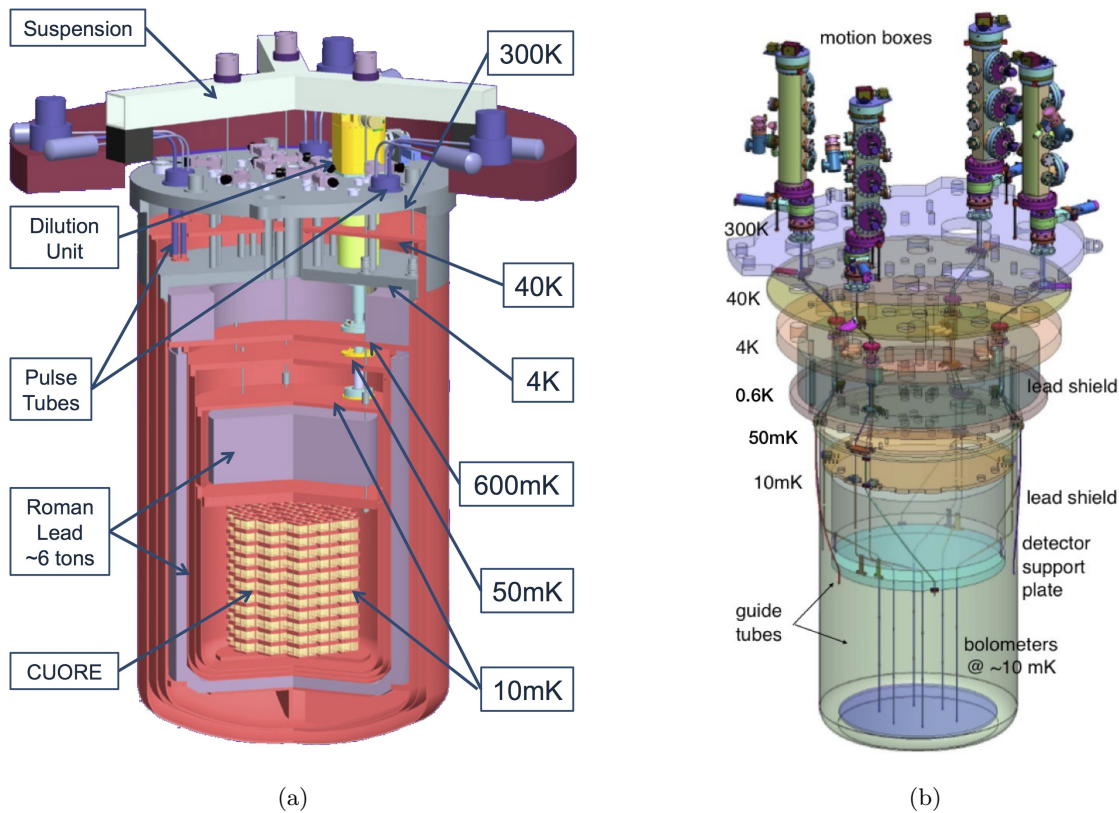 Suspension
300K
Dilution
Unit
40K
Pulse
Tubes
4K
600mK
Roman
Lead
~6 tons
50mK
CUORE
10mK
(a)
motion boxes
300K
40K
4K
lead shield
0.6K
50mK
10mK
lead shield
detector
support
plate
guide
tubes
bolometers
@ ~10 mK
(b)